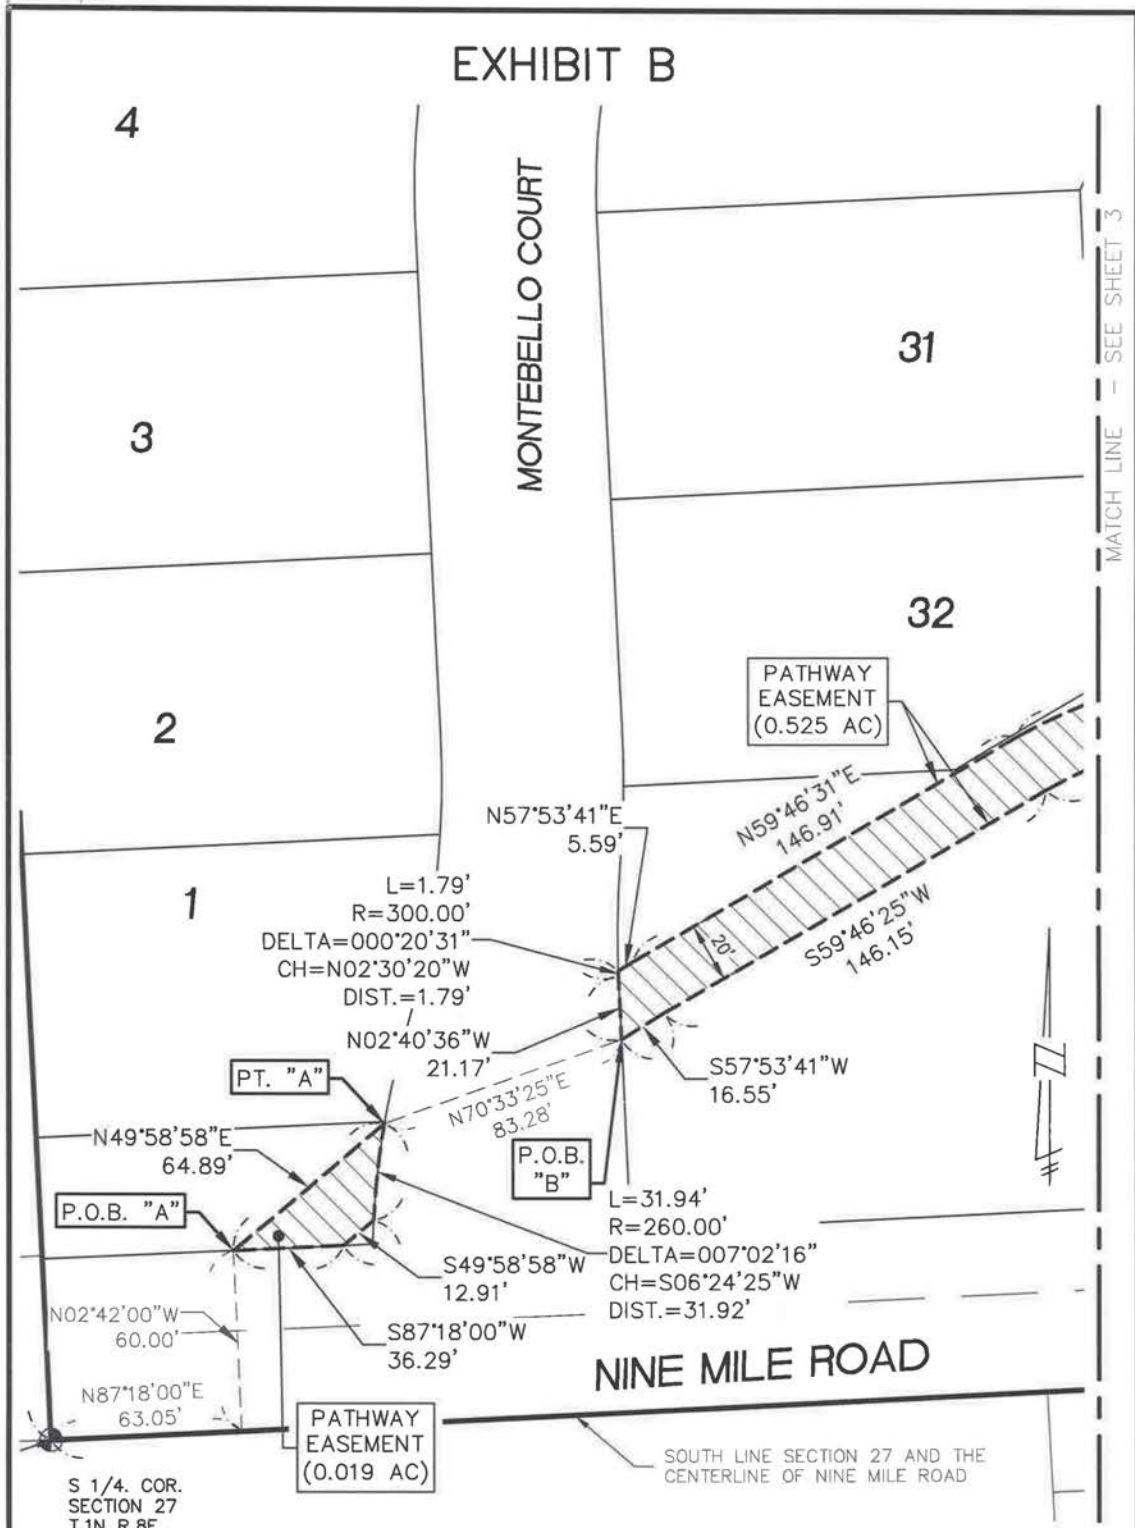 EXHIBIT B
4
MONTEBELLO COURT
MATCH LINE - SEE SHEET 3
31
3
32
2
PATHWAY
EASEMENT
(0.525 AC)
N59°46'31"E
146.91'
N57°53'41"E
5.59'
1
L=1.79'
R=300.00'
DELTA=000°20'31"
CH=N02°30'20"W
DIST.=1.79'
20'
S59°46'25"W
146.15'
N02°40'36"W
21.17'
S57°53'41"W
16.55'
PT. "A"
N70°33'25"E
83.28'
N
N49°58'58"E
64.89'
P.O.B.
"B"
P.O.B. "A"
L=31.94'
R=260.00'
DELTA=007°02'16"
CH=S06°24'25"W
DIST.=31.92'
S49°58'58"W
12.91'
N02°42'00"W
60.00'
S87°18'00"W
36.29'
NINE MILE ROAD
N87°18'00"E
63.05'
PATHWAY
EASEMENT
(0.019 AC)
SOUTH LINE SECTION 27 AND THE
CENTERLINE OF NINE MILE ROAD
S 1/4. COR.
SECTION 27
T.1N. R.8E